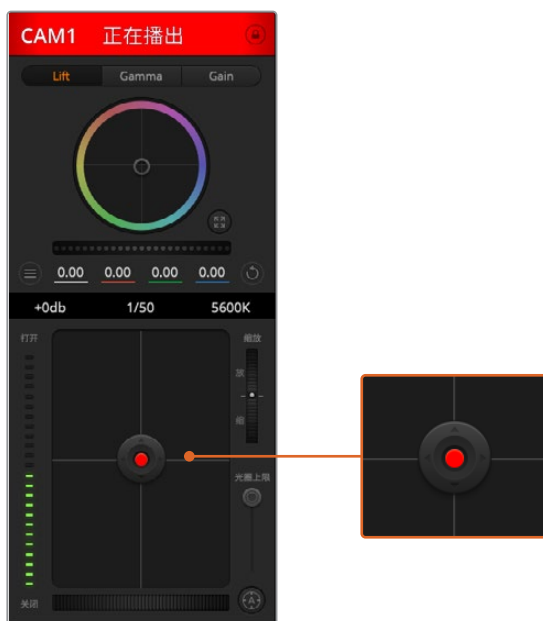 CAM1 正在播出
Lift Gamma Gain
0.00 0.00 0.00 0.00
+0db 1/50 5600K
打开 缩放
放
缩
光圈上限
关闭
A